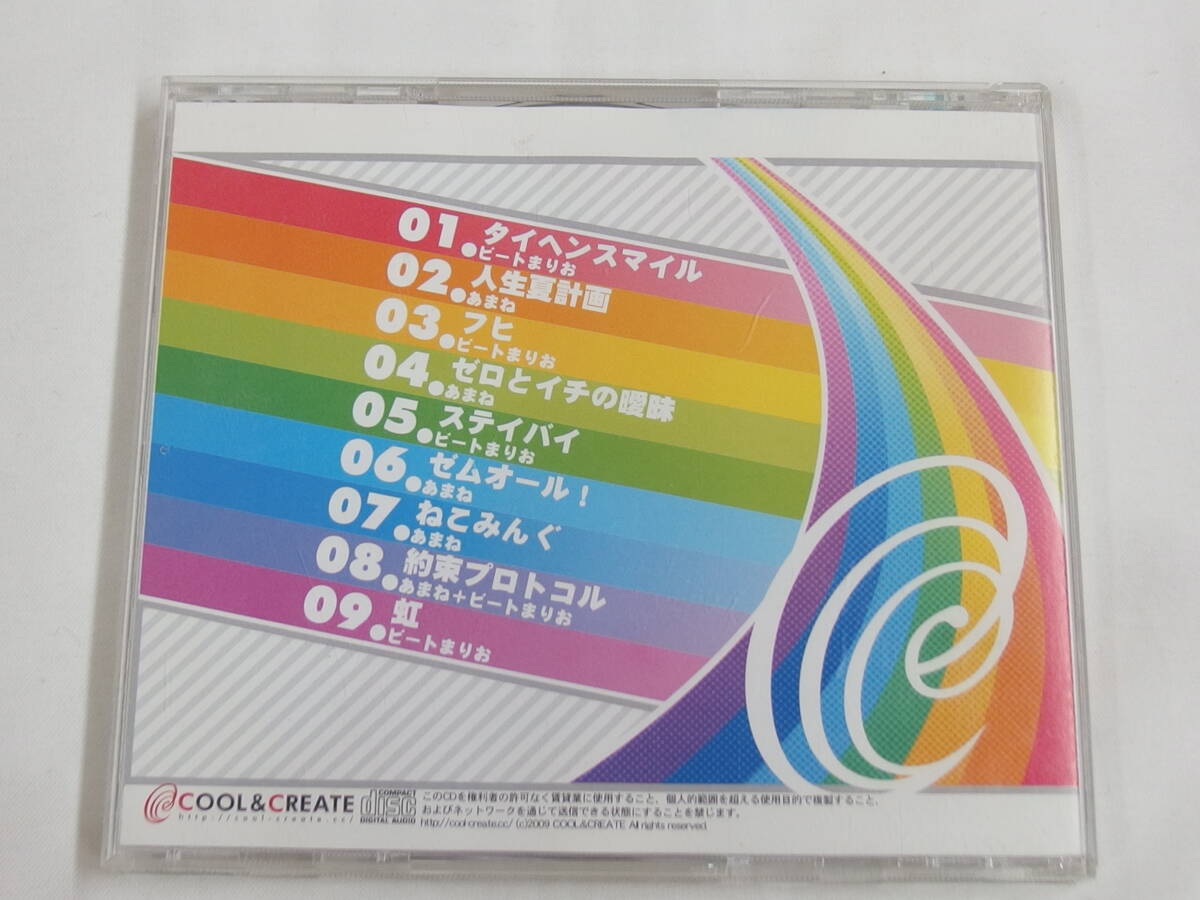 01. タイヘンスマイル
ビートまりお
02. 人生夏計画
あまね
03. フヒ
ビートまりお
04. ゼロとイチの曖昧
あまね
05. ステイバイ
ビートまりお
06. ゼムオール！
あまね
07. ねこみんぐ
あまね
08. 約束プロトコル
あまね+ビートまりお
09. 虹
ビートまりお
COOL&CREATE
http://cool-create.cc/
COMPACT
disc
DIGITAL AUDIO
このCDを権利者の許可なく賃貸業に使用すること、個人的範囲を超える使用目的で複製すること、
およびネットワークを通じて送信できる状態にすることを禁じます。
http://cool-create.cc/ (c)2009 COOL&CREATE All rights reserved.